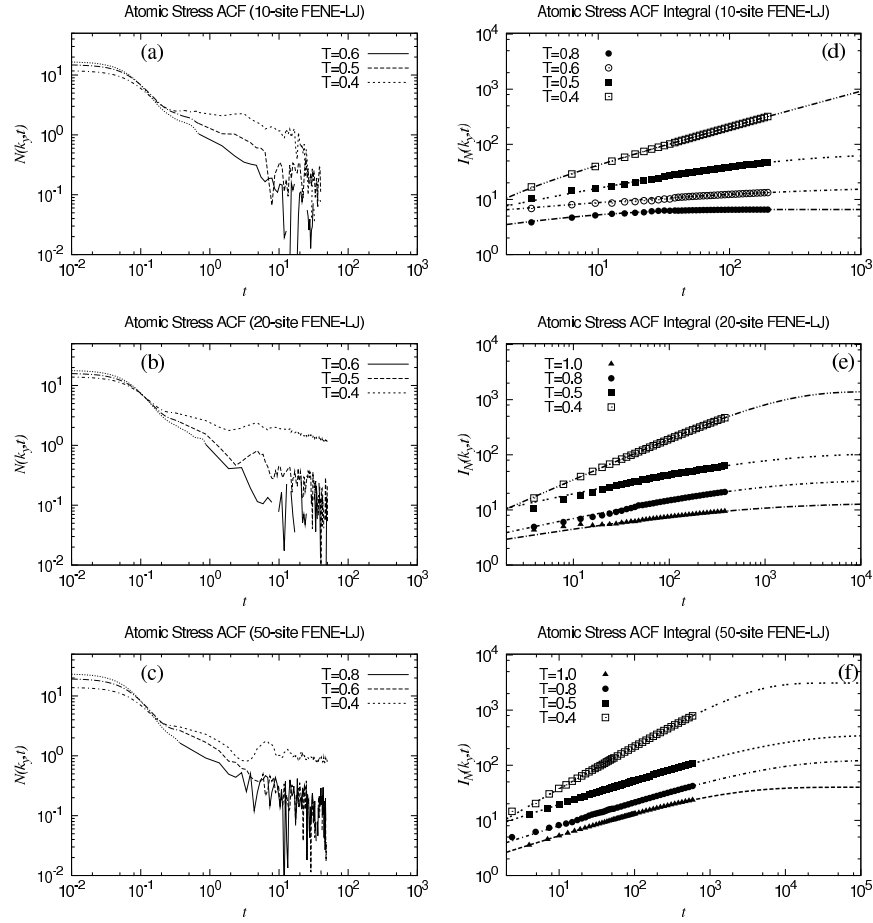 Atomic Stress ACF (10-site FENE-LJ)
(a)
T=0.6
T=0.5
T=0.4
N(k_y,t)
10^1
10^0
10^-1
10^-2
10^-2 10^-1 10^0 10^1 10^2 10^3
t
Atomic Stress ACF Integral (10-site FENE-LJ)
(d)
T=0.8
T=0.6
T=0.5
T=0.4
I_N(k_y,t)
10^4
10^3
10^2
10^1
10^0
10^1 10^2 10^3
t
Atomic Stress ACF (20-site FENE-LJ)
(b)
T=0.6
T=0.5
T=0.4
N(k_y,t)
10^1
10^0
10^-1
10^-2
10^-2 10^-1 10^0 10^1 10^2 10^3
t
Atomic Stress ACF Integral (20-site FENE-LJ)
(e)
T=1.0
T=0.8
T=0.5
T=0.4
I_N(k_y,t)
10^4
10^3
10^2
10^1
10^0
10^1 10^2 10^3 10^4
t
Atomic Stress ACF (50-site FENE-LJ)
(c)
T=0.8
T=0.6
T=0.4
N(k_y,t)
10^1
10^0
10^-1
10^-2
10^-2 10^-1 10^0 10^1 10^2 10^3
t
Atomic Stress ACF Integral (50-site FENE-LJ)
(f)
T=1.0
T=0.8
T=0.5
T=0.4
I_N(k_y,t)
10^4
10^3
10^2
10^1
10^0
10^1 10^2 10^3 10^4 10^5
t